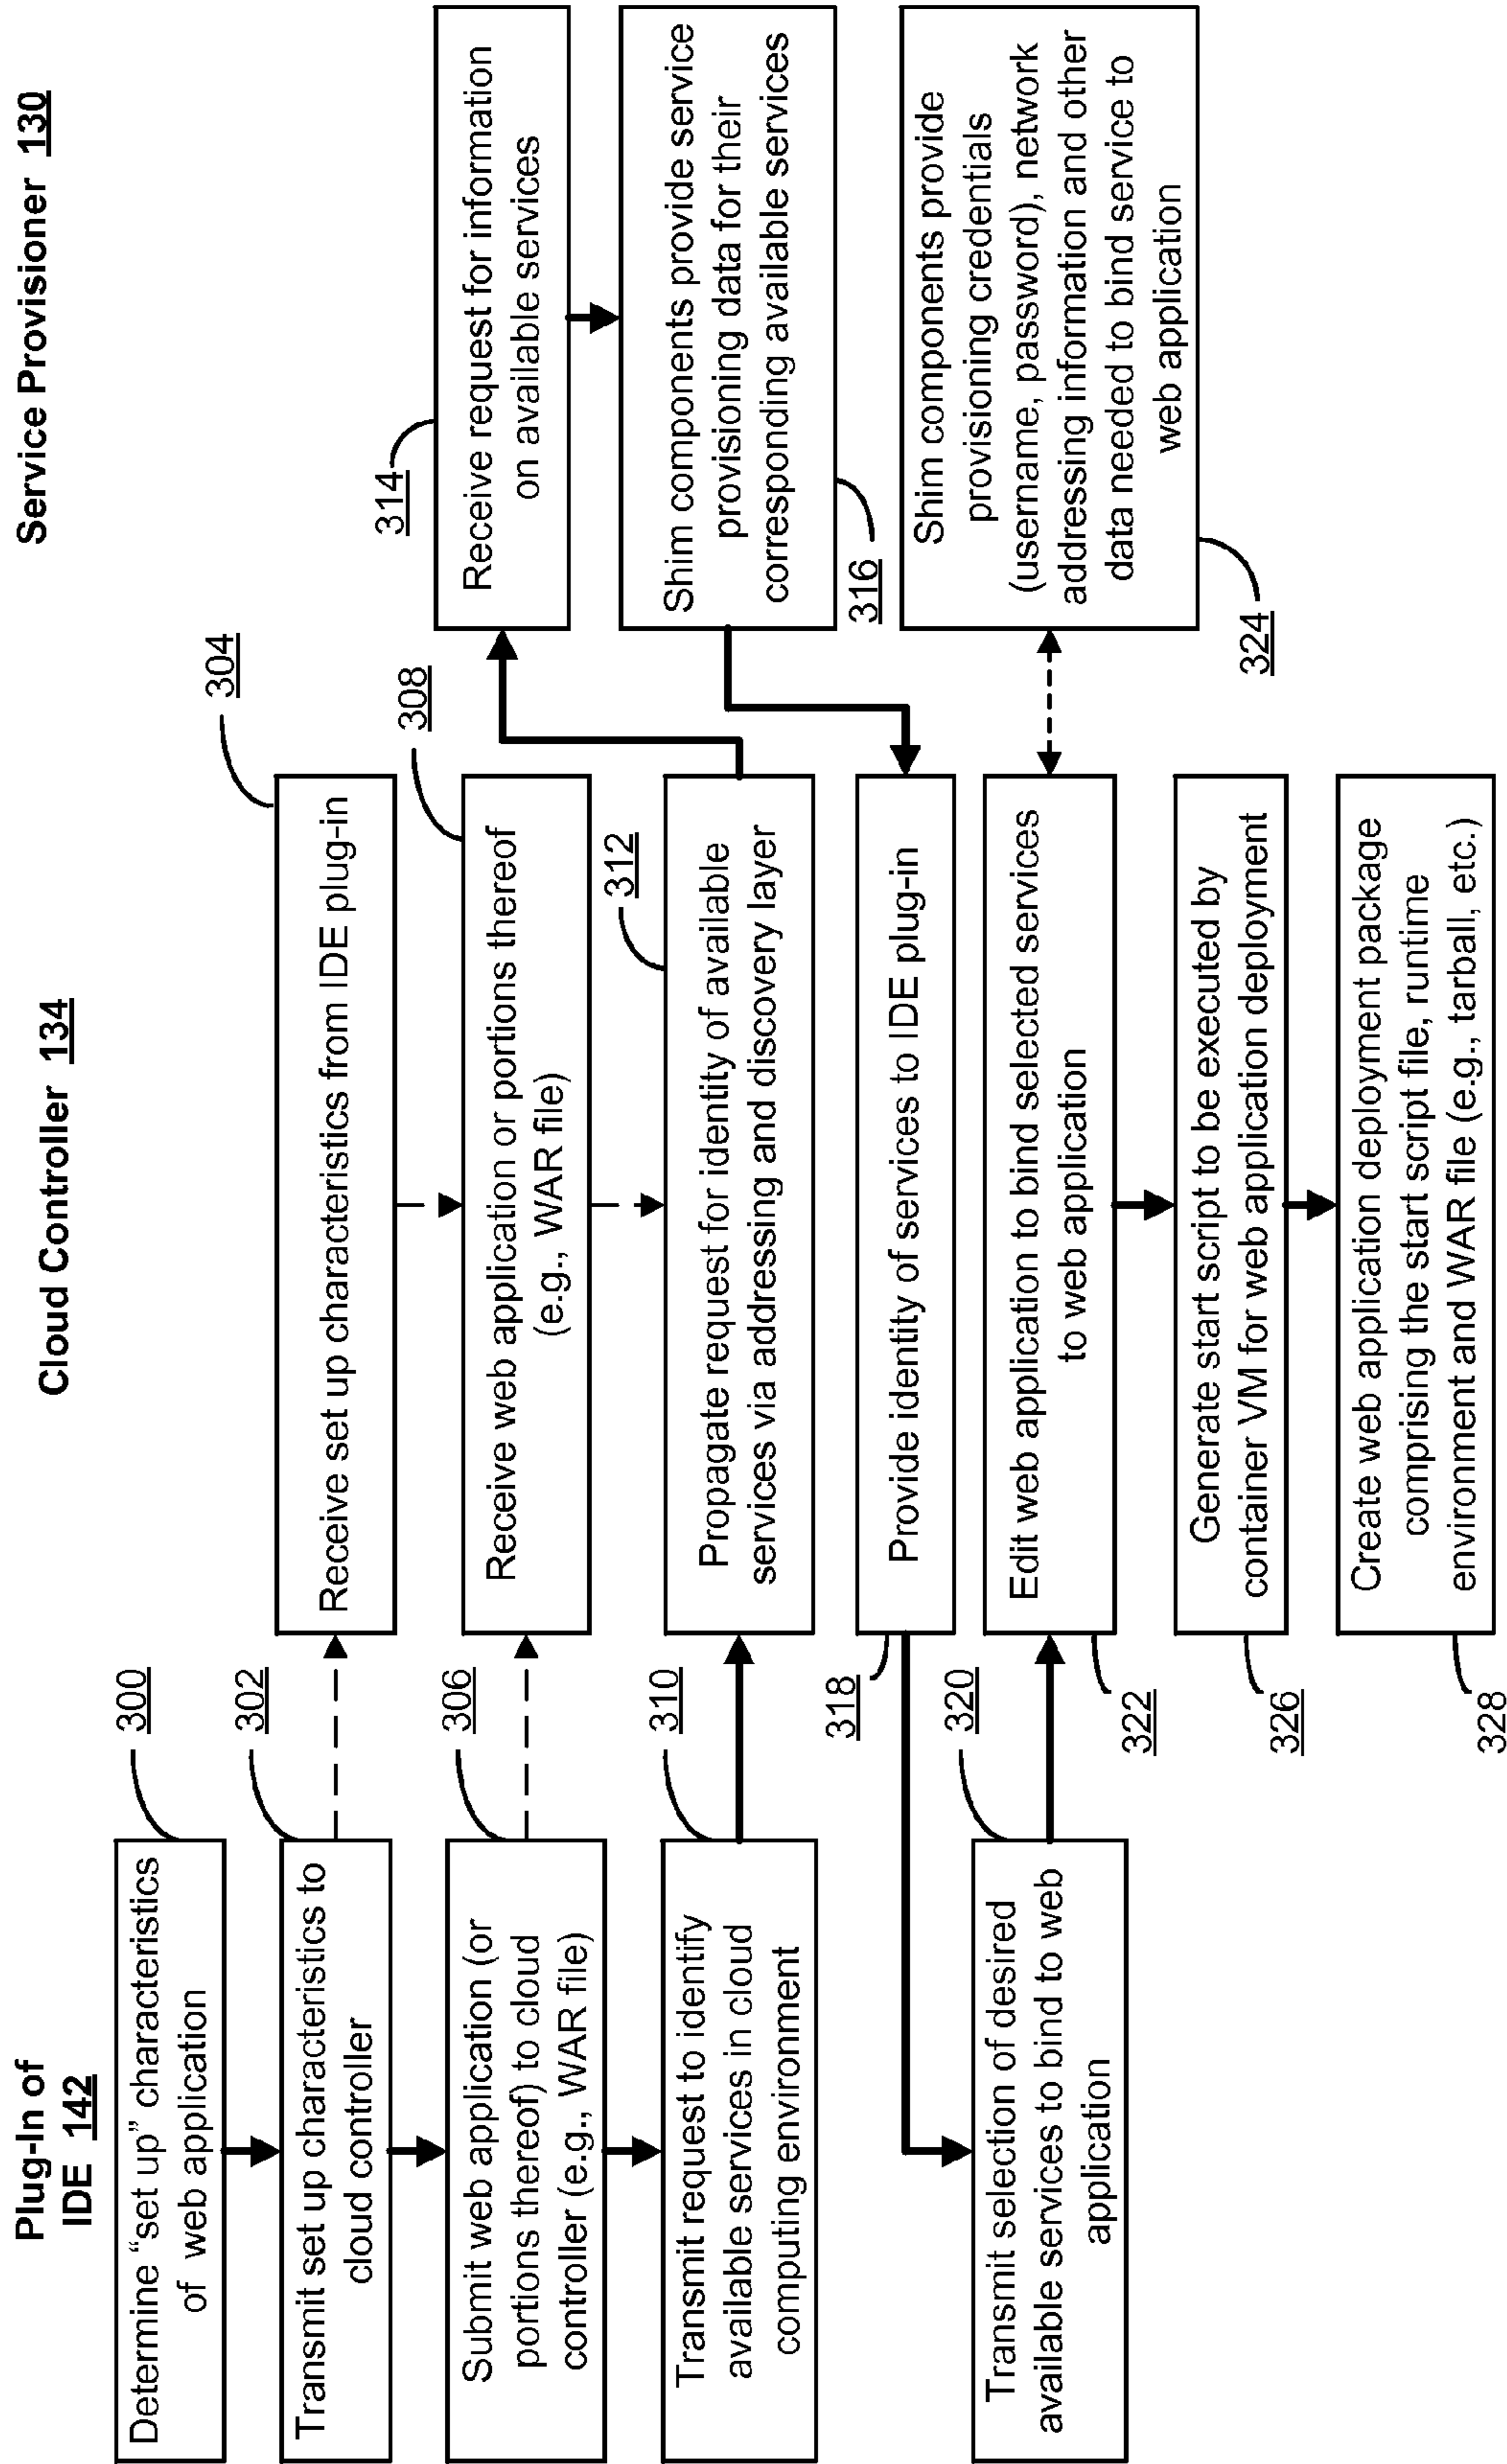 Plug-In of
IDE 142
Cloud Controller 134
Service Provisioner 130
300
Determine “set up” characteristics
of web application
302
Transmit set up characteristics to
cloud controller
304
Receive set up characteristics from IDE plug-in
306
Submit web application (or
portions thereof) to cloud
controller (e.g., WAR file)
308
Receive web application or portions thereof
(e.g., WAR file)
310
Transmit request to identify
available services in cloud
computing environment
312
Propagate request for identity of available
services via addressing and discovery layer
314
Receive request for information
on available services
316
Shim components provide service
provisioning data for their
corresponding available services
318
Provide identity of services to IDE plug-in
320
Transmit selection of desired
available services to bind to web
application
322
Edit web application to bind selected services
to web application
324
Shim components provide
provisioning credentials
(username, password), network
addressing information and other
data needed to bind service to
web application
326
Generate start script to be executed by
container VM for web application deployment
328
Create web application deployment package
comprising the start script file, runtime
environment and WAR file (e.g., tarball, etc.)